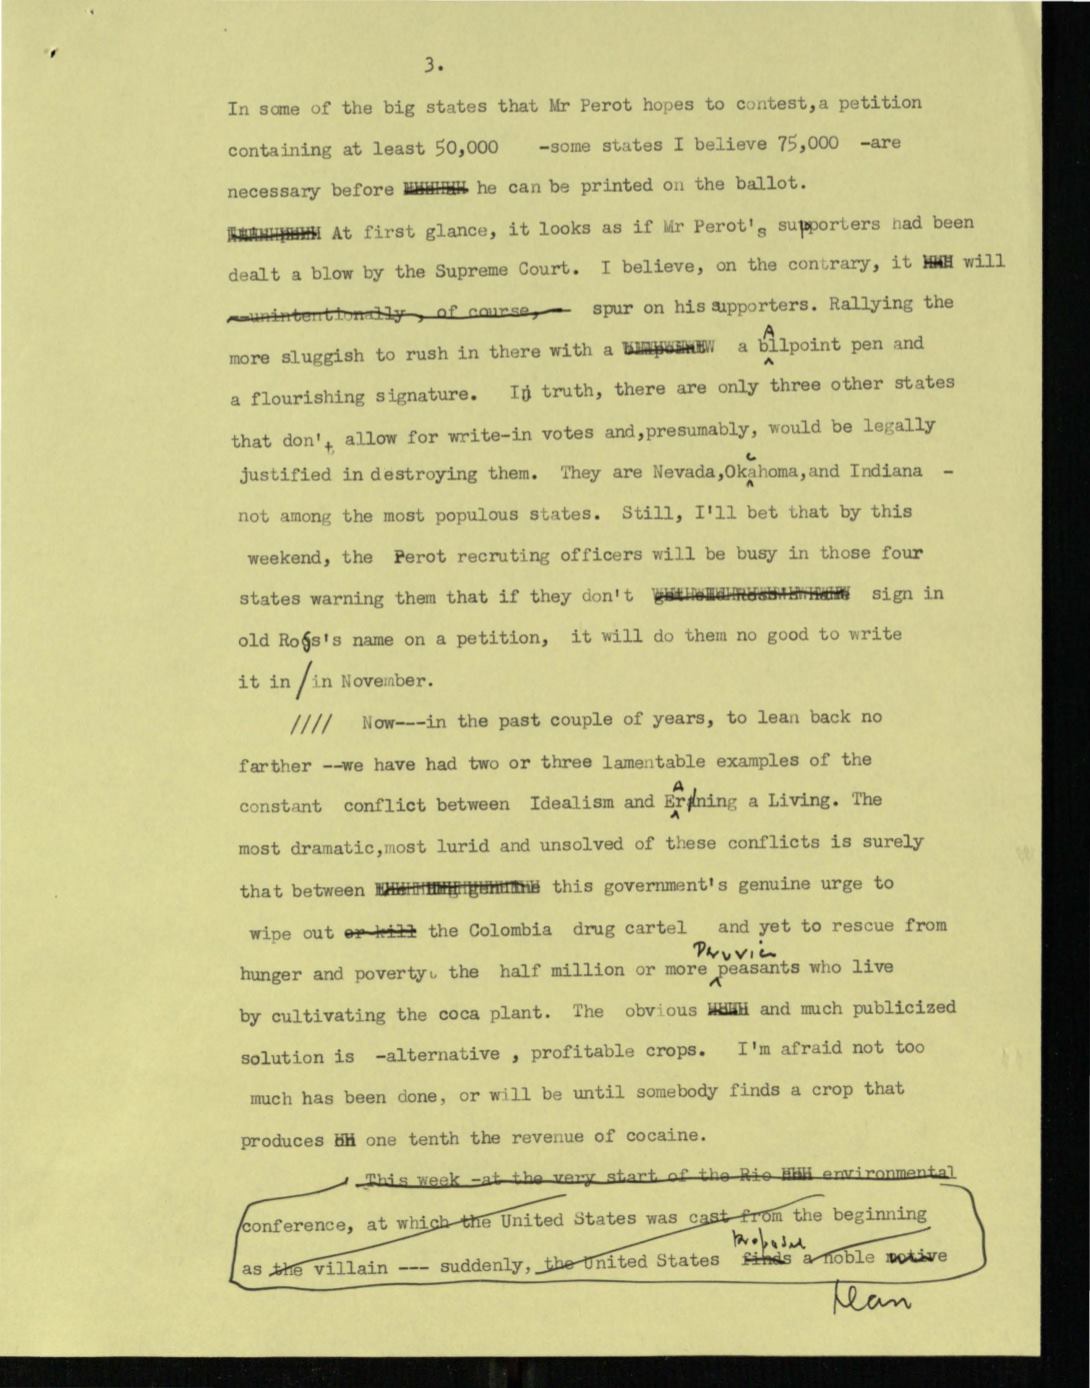 3.
In some of the big states that Mr Perot hopes to contest,a petition
containing at least 50,000 -some states I believe 75,000 -are
necessary before he can be printed on the ballot.
At first glance, it looks as if Mr Perot's supporters had been
dealt a blow by the Supreme Court. I believe, on the contrary, it will
-unintentionally, of course,- spur on his supporters. Rallying the
more sluggish to rush in there with a a bAllpoint pen and
a flourishing signature. In truth, there are only three other states
that don't allow for write-in votes and,presumably, would be legally
justified in destroying them. They are Nevada,Oklahoma,and Indiana -
not among the most populous states. Still, I'll bet that by this
weekend, the Perot recruting officers will be busy in those four
states warning them that if they don't sign in
old Ross's name on a petition, it will do them no good to write
it in/in November.
//// Now---in the past couple of years, to lean back no
farther --we have had two or three lamentable examples of the
constant conflict between Idealism and EArning a Living. The
most dramatic,most lurid and unsolved of these conflicts is surely
that between genuine this government's genuine urge to
wipe out or kill the Colombia drug cartel and yet to rescue from
hunger and poverty, the half million or more Peruvian peasants who live
by cultivating the coca plant. The obvious and much publicized
solution is -alternative , profitable crops. I'm afraid not too
much has been done, or will be until somebody finds a crop that
produces one tenth the revenue of cocaine.
This week -at the very start of the Rio environmental
conference, at which the United States was cast from the beginning
as the villain --- suddenly, the United States finds propose a noble motive